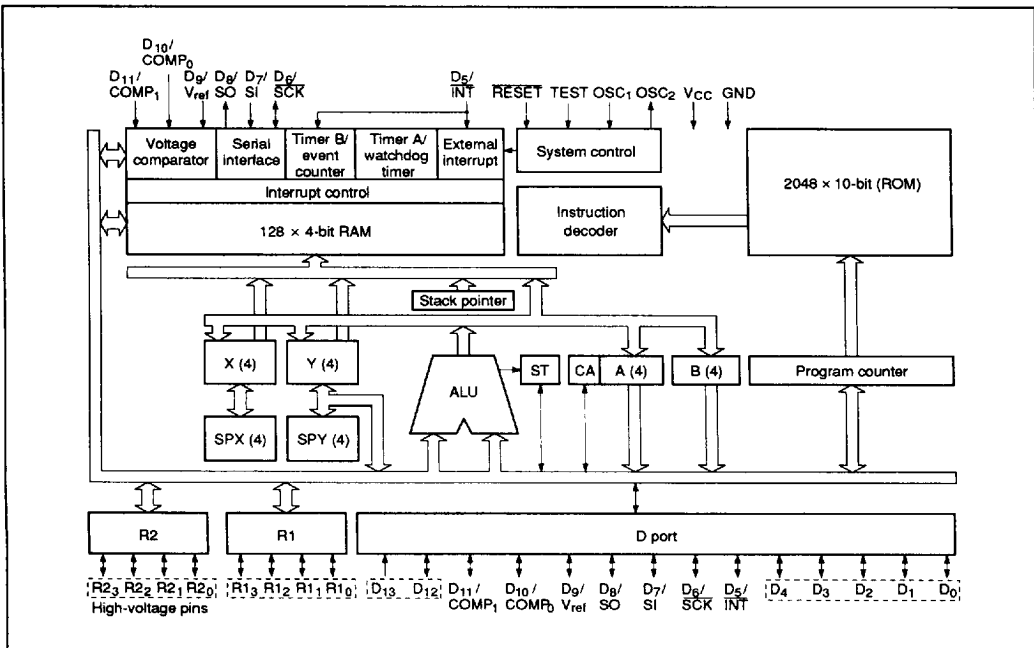 D10/
COMP0
D11/
COMP1
D9/
Vref
D8/
SO
D7/
SI
D6/
SCK
D5/
INT
RESET TEST OSC1 OSC2 VCC GND
Voltage
comparator
Serial
interface
Timer B/
event
counter
Timer A/
watchdog
timer
External
interrupt
System control
2048 × 10-bit (ROM)
Interrupt control
Instruction
decoder
128 × 4-bit RAM
Stack pointer
X (4)
Y (4)
ALU
ST
CA
A (4)
B (4)
Program counter
SPX (4)
SPY (4)
R2
R1
D port
R23 R22 R21 R20
High-voltage pins
R13 R12 R11 R10
D13 D12
D11/
COMP1
D10/
COMP0
D9/
Vref
D8/
SO
D7/
SI
D6/
SCK
D5/
INT
D4 D3 D2 D1 D0